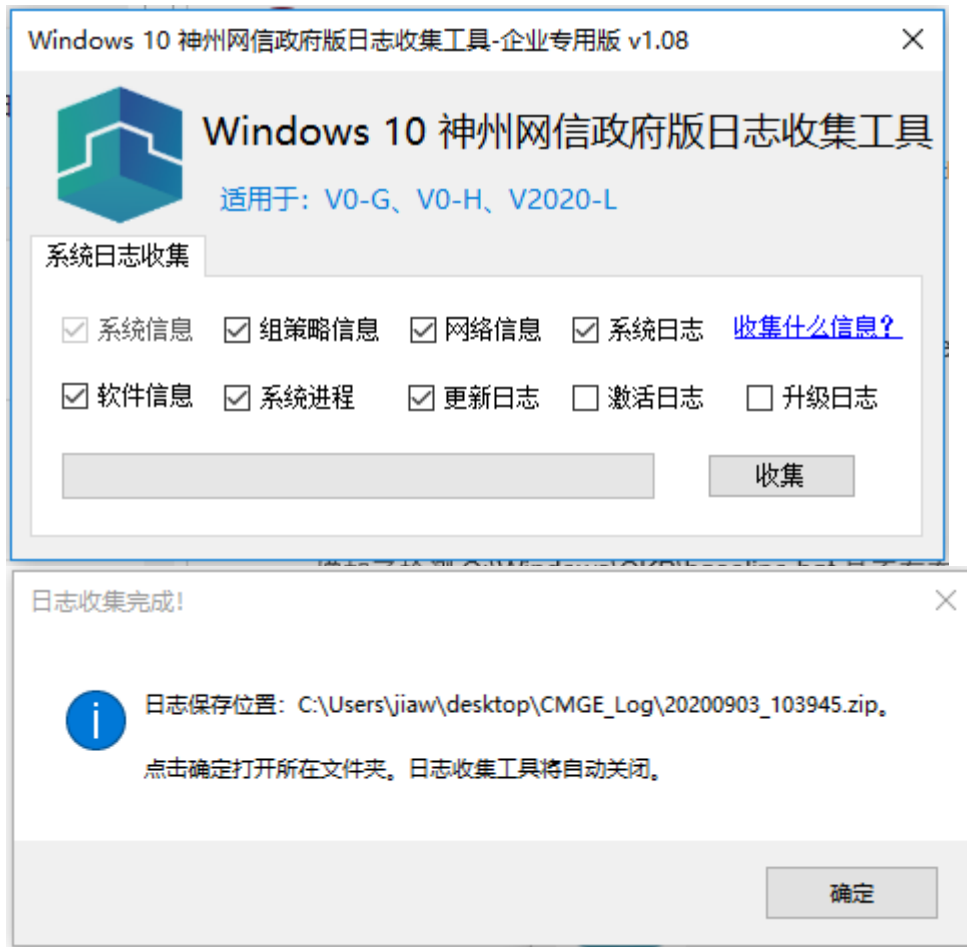 Windows 10 神州网信政府版日志收集工具-企业专用版 v1.08
Windows 10 神州网信政府版日志收集工具
适用于：V0-G、V0-H、V2020-L
系统日志收集
系统信息 组策略信息 网络信息 系统日志 收集什么信息？
软件信息 系统进程 更新日志 激活日志 升级日志
收集
日志收集完成!
日志保存位置：C:\Users\jiaw\desktop\CMGE_Log\20200903_103945.zip。
点击确定打开所在文件夹。日志收集工具将自动关闭。
确定